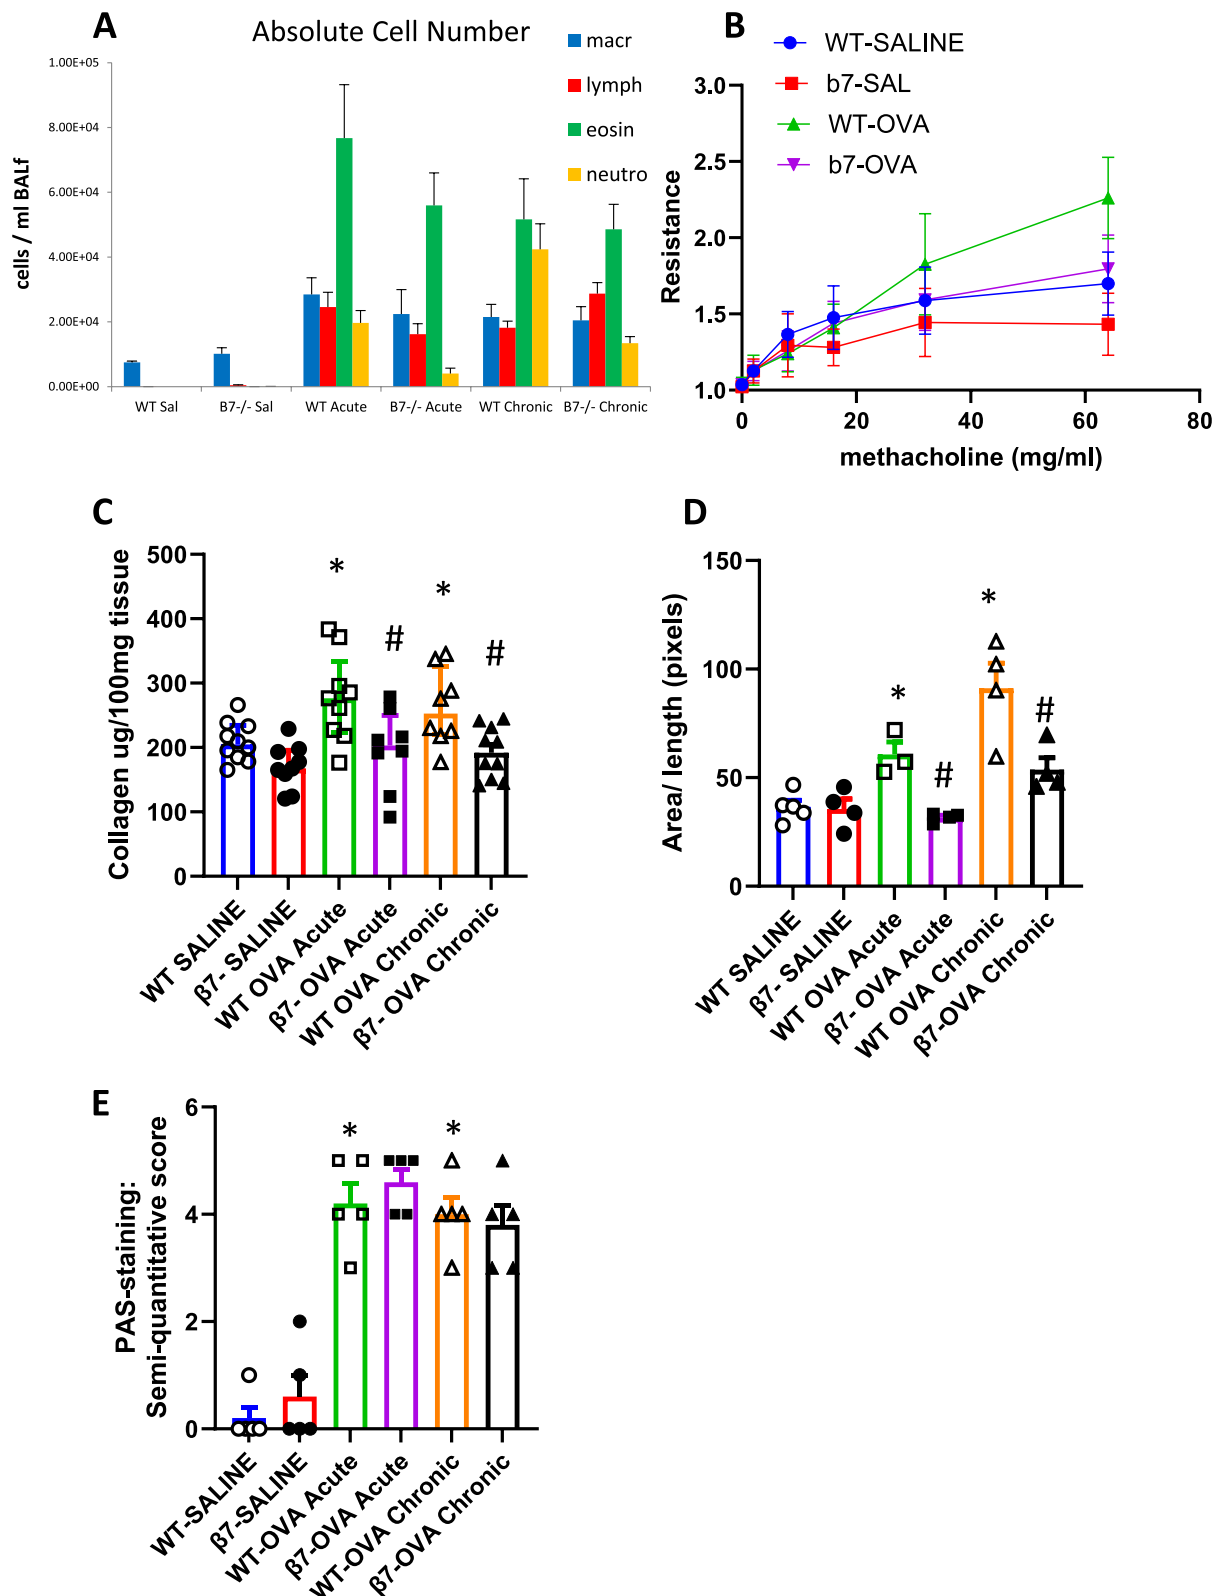 A
Absolute Cell Number
macr
lymph
eosin
neutro
1.00E+05
8.00E+04
6.00E+04
4.00E+04
2.00E+04
0.00E+00
cells / ml BALf
WT Sal
B7-/- Sal
WT Acute
B7-/- Acute
WT Chronic
B7-/- Chronic
B
WT-SALINE
b7-SAL
WT-OVA
b7-OVA
3.0
2.5
2.0
1.5
1.0
Resistance
0
20
40
60
80
methacholine (mg/ml)
C
500
400
300
200
100
0
Collagen ug/100mg tissue
*
#
*
#
WT SALINE
β7- SALINE
WT OVA Acute
β7- OVA Acute
WT OVA Chronic
β7- OVA Chronic
D
150
100
50
0
Area/ length (pixels)
*
#
*
#
WT SALINE
β7- SALINE
WT OVA Acute
β7- OVA Acute
WT OVA Chronic
β7-OVA Chronic
E
6
4
2
0
PAS-staining:
Semi-quantitative score
*
*
WT-SALINE
β7-SALINE
WT-OVA Acute
β7-OVA Acute
WT-OVA Chronic
β7-OVA Chronic